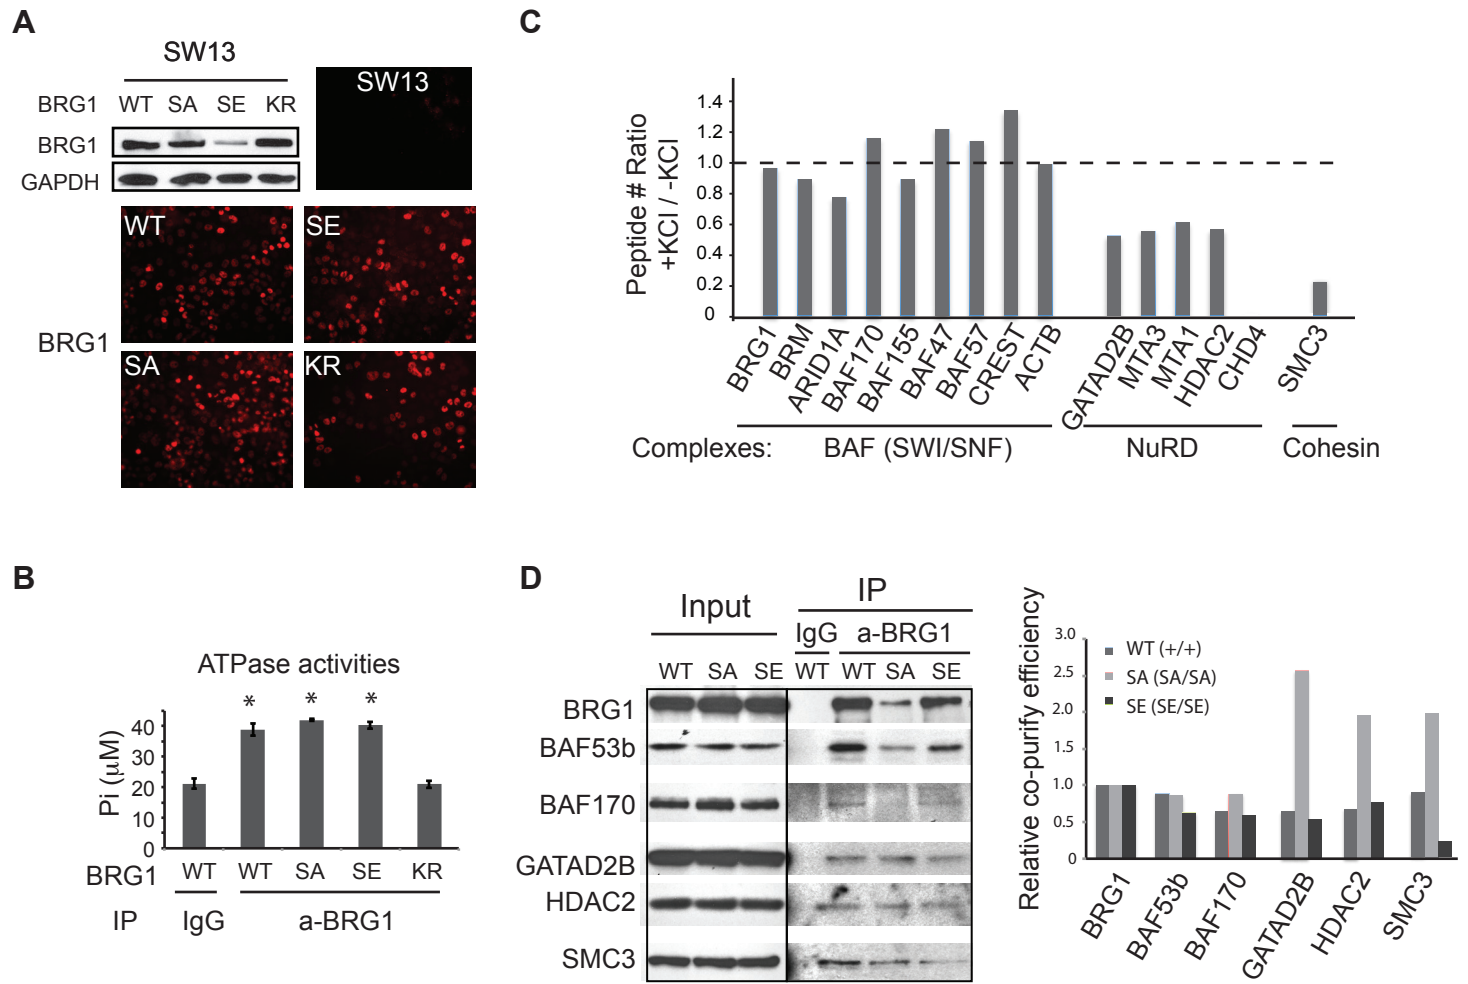 A
SW13
BRG1 WT SA SE KR
BRG1
GAPDH
SW13
WT SE
BRG1
SA KR
C
Peptide # Ratio
+KCl / -KCl
1.4
1.2
1.0
0.8
0.6
0.4
0.2
0
BRG1 BRM ARID1A BAF170 BAF155 BAF47 BAF57 CREST ACTB GATAD2B MTA3 MTA1 HDAC2 CHD4 SMC3
Complexes: BAF (SWI/SNF) NuRD Cohesin
B
ATPase activities
* * *
Pi (µM)
40
30
20
20
10
0
BRG1 WT WT SA SE KR
IP IgG a-BRG1
D
Input IP
IgG a-BRG1
WT SA SE WT WT SA SE
BRG1
BAF53b
BAF170
GATAD2B
HDAC2
SMC3
Relative co-purify efficiency
3.0
2.5
2.0
1.5
1.0
0.5
0
WT (+/+)
SA (SA/SA)
SE (SE/SE)
BRG1 BAF53b BAF170 GATAD2B HDAC2 SMC3